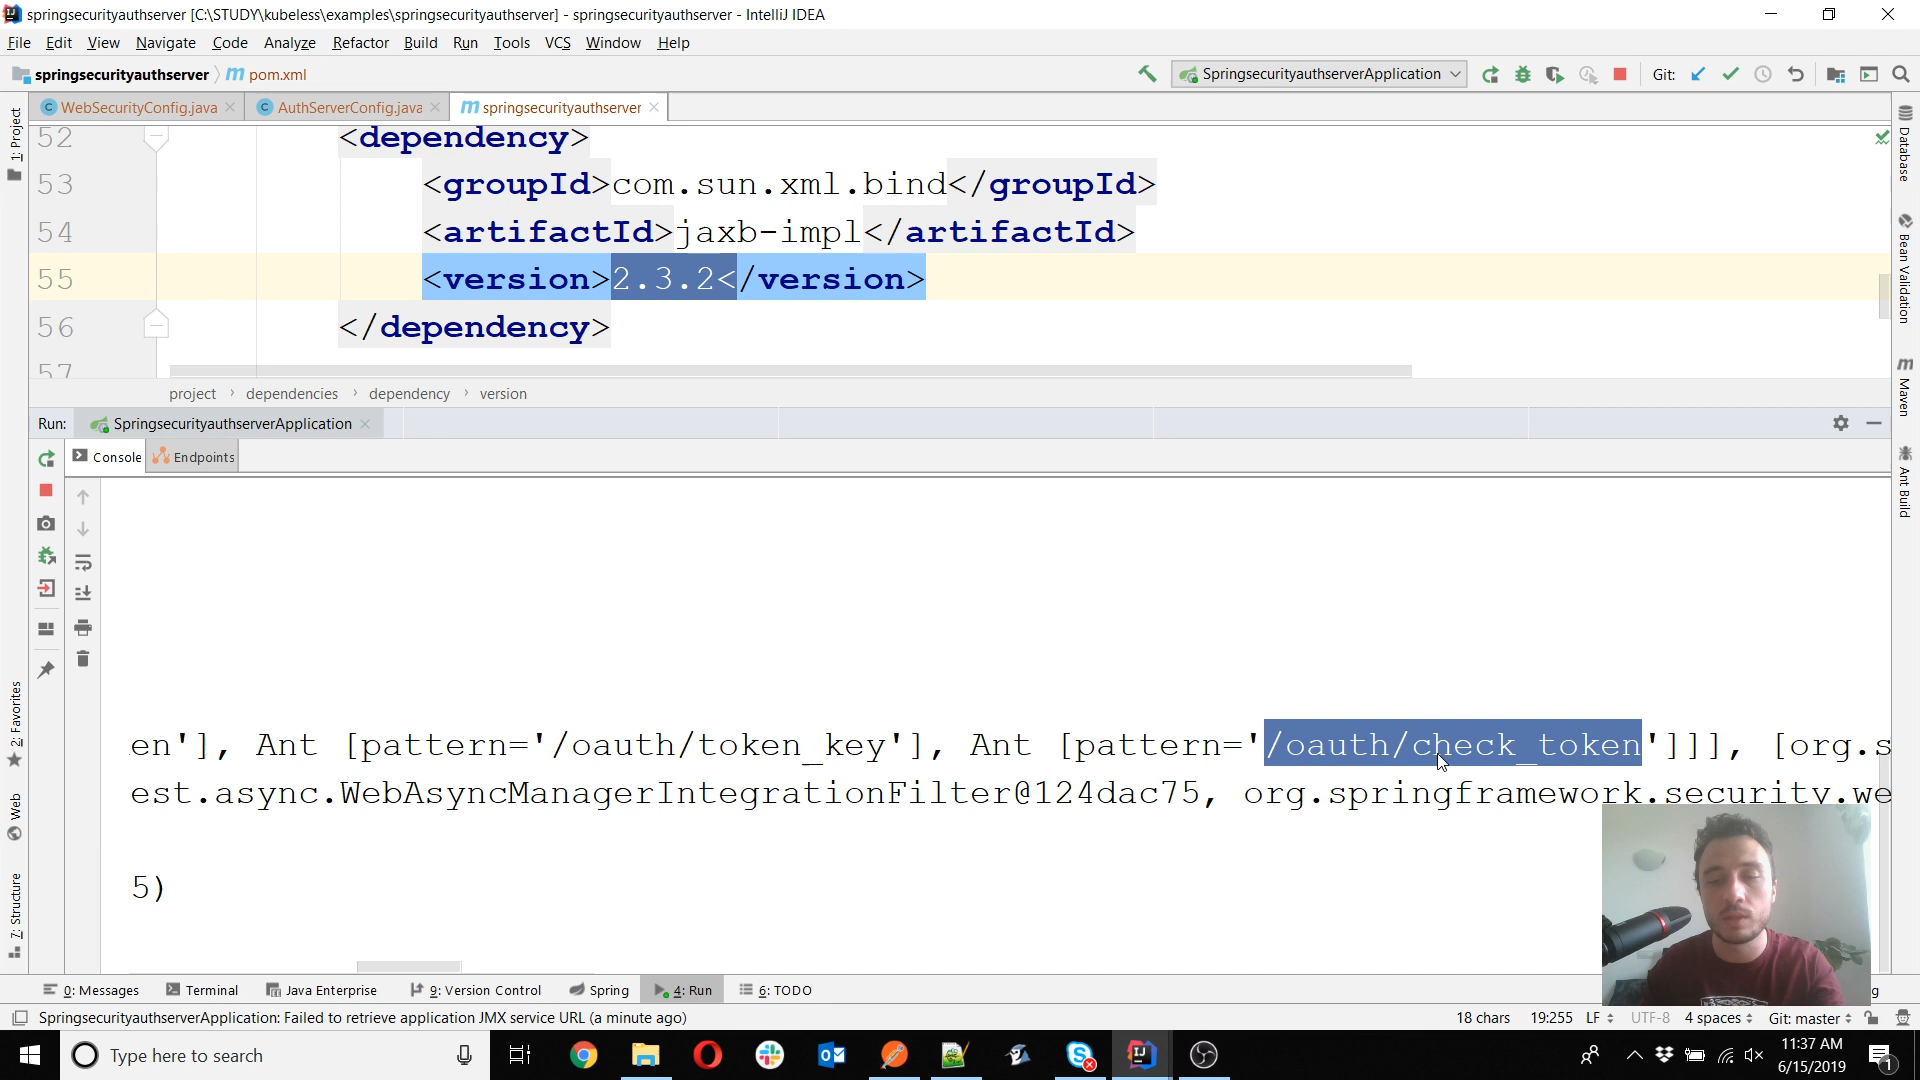 springsecurityauthserver [C:\STUDY\kubeless\examples\springsecurityauthserver] - springsecurityauthserver - IntelliJ IDEA
File Edit View Navigate Code Analyze Refactor Build Run Tools VCS Window Help
springsecurityauthserver pom.xml SpringsecurityauthserverApplication Git:
WebSecurityConfig.java AuthServerConfig.java springsecurityauthserver
1: Project
Database
Bean Validation
Maven
Ant Build
52 <dependency>
53 <groupId>com.sun.xml.bind</groupId>
54 <artifactId>jaxb-impl</artifactId>
55 <version>2.3.2</version>
56 </dependency>
57
project › dependencies › dependency › version
Run: SpringsecurityauthserverApplication
Console Endpoints
en'], Ant [pattern='/oauth/token_key'], Ant [pattern='/oauth/check_token']]], [org.s
est.async.WebAsyncManagerIntegrationFilter@124dac75, org.springframework.security.we
5)
2: Favorites
Web
7: Structure
0: Messages Terminal Java Enterprise 9: Version Control Spring 4: Run 6: TODO
SpringsecurityauthserverApplication: Failed to retrieve application JMX service URL (a minute ago) 18 chars 19:255 LF UTF-8 4 spaces Git: master
Type here to search
11:37 AM
6/15/2019
1